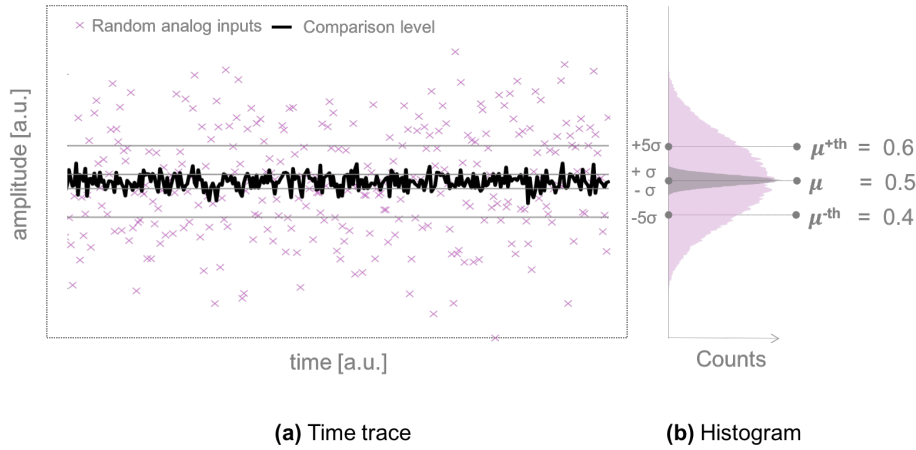 × Random analog inputs — Comparison level
amplitude [a.u.]
time [a.u.]
+5σ
+ σ
- σ
-5σ
μ+th = 0.6
μ = 0.5
μ-th = 0.4
Counts
(a) Time trace
(b) Histogram